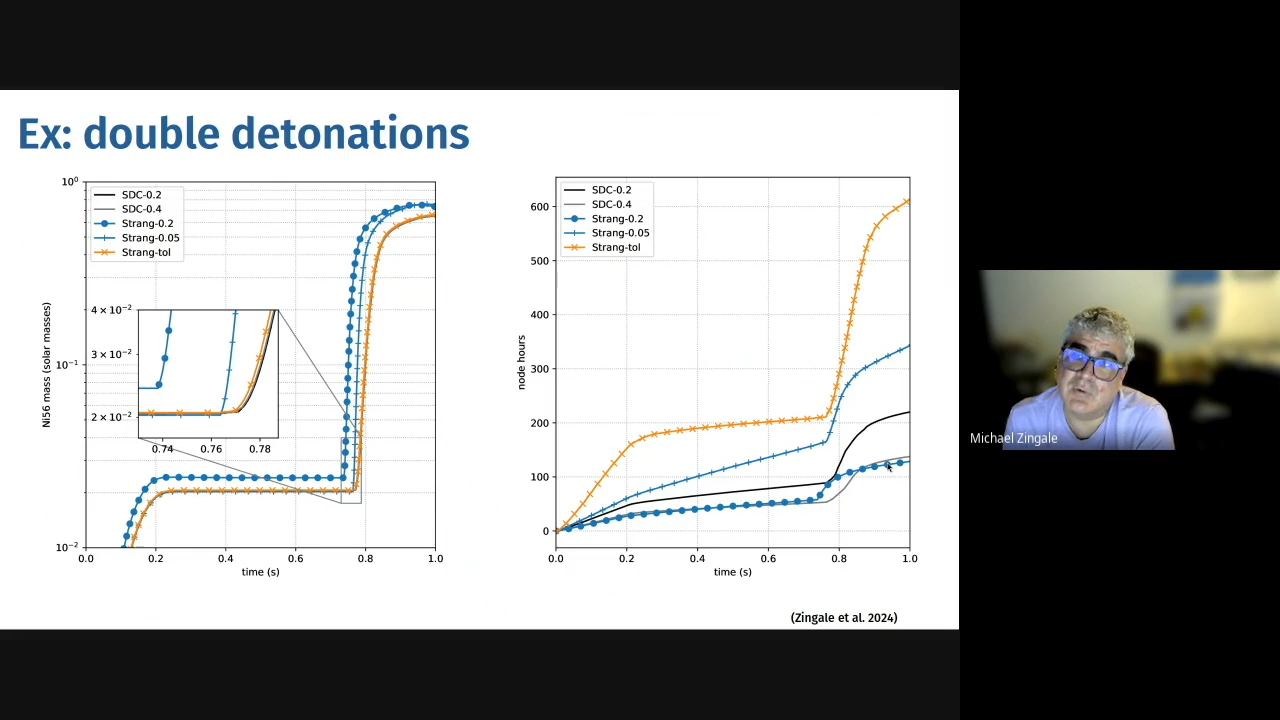 Ex: double detonations
SDC-0.2
SDC-0.4
Strang-0.2
Strang-0.05
Strang-tol
10⁰
10⁻¹
10⁻²
Ni56 mass (solar masses)
4 × 10⁻²
3 × 10⁻²
2 × 10⁻²
0.74 0.76 0.78
0.0 0.2 0.4 0.6 0.8 1.0
time (s)
SDC-0.2
SDC-0.4
Strang-0.2
Strang-0.05
Strang-tol
600
500
400
300
200
100
0
node hours
0.0 0.2 0.4 0.6 0.8 1.0
time (s)
(Zingale et al. 2024)
Michael Zingale